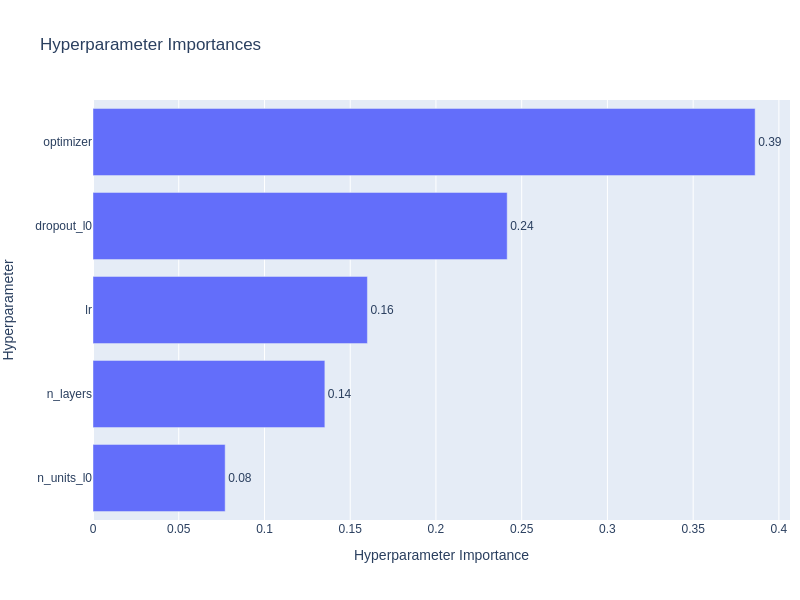 Hyperparameter Importances
Hyperparameter
optimizer
0.39
dropout_l0
0.24
lr
0.16
n_layers
0.14
n_units_l0
0.08
0
0.05
0.1
0.15
0.2
0.25
0.3
0.35
0.4
Hyperparameter Importance